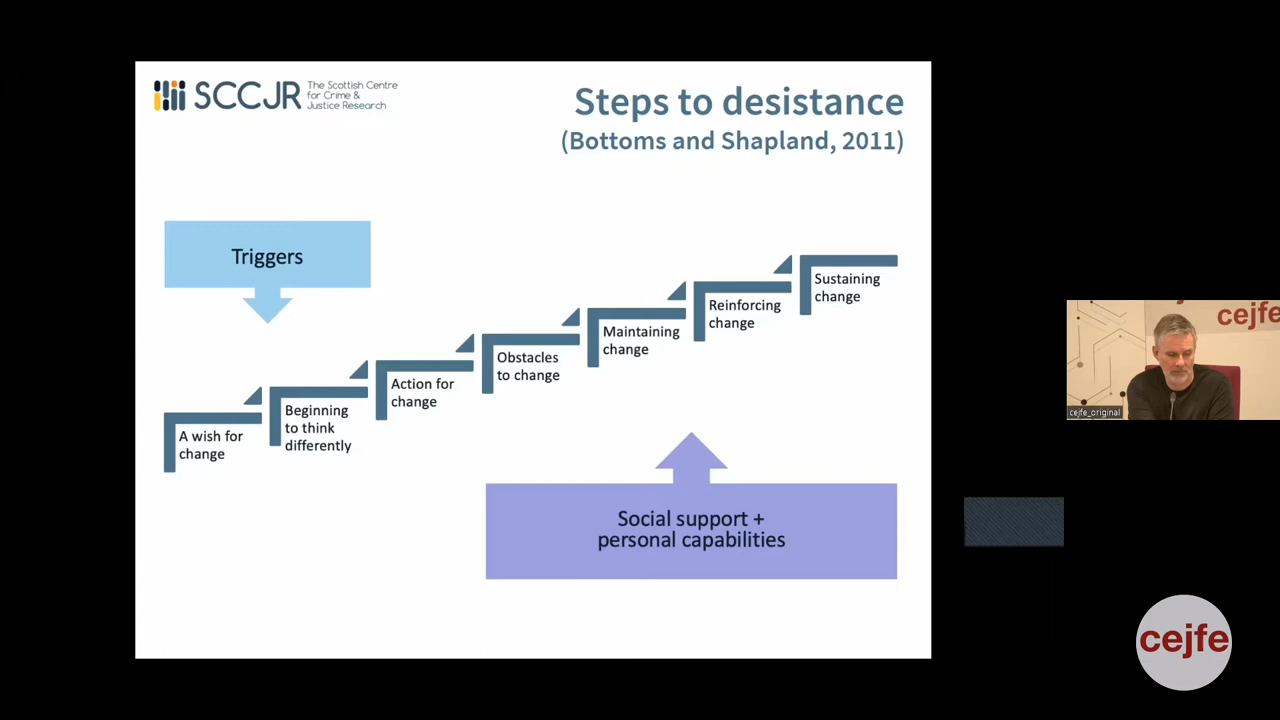 SCCJR
The Scottish Centre
for Crime &
Justice Research
Steps to desistance
(Bottoms and Shapland, 2011)
Triggers
A wish for
change
Beginning
to think
differently
Action for
change
Obstacles
to change
Maintaining
change
Reinforcing
change
Sustaining
change
Social support +
personal capabilities
cejfe
cejfe_original
cejfe